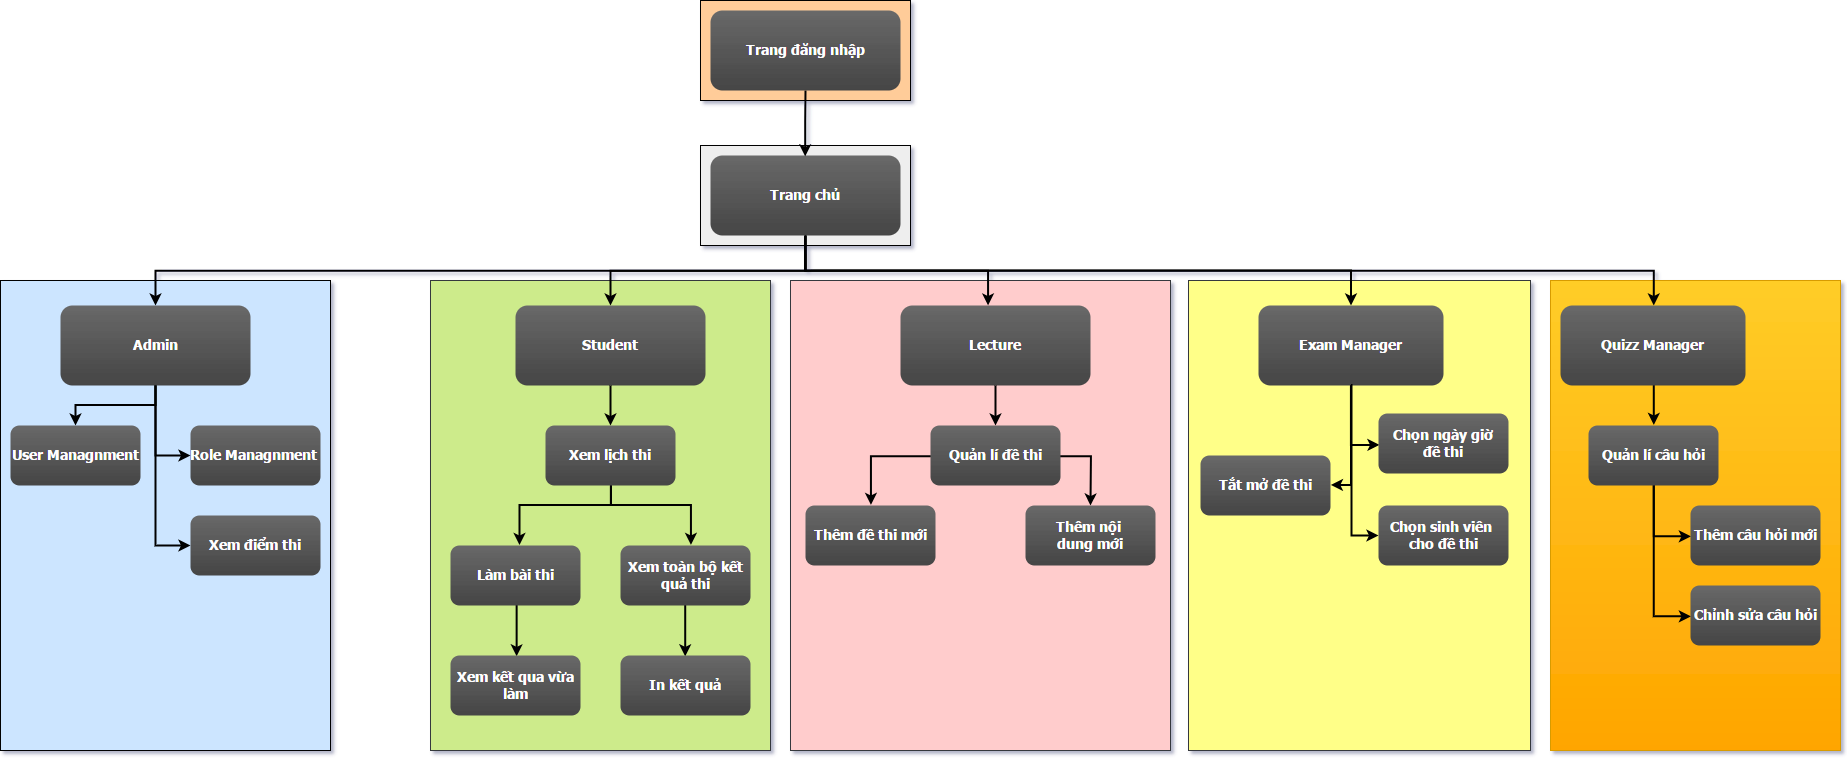 Trang đăng nhập
Trang chủ
Admin
User Managnment
Role Managnment
Xem điểm thi
Student
Xem lịch thi
Làm bài thi
Xem toàn bộ kết
quả thi
Xem kết qua vừa
làm
In kết quả
Lecture
Quản lí đề thi
Thêm đề thi mới
Thêm nội
dung mới
Exam Manager
Chọn ngày giờ
đề thi
Tắt mở đề thi
Chọn sinh viên
cho đề thi
Quizz Manager
Quản lí câu hỏi
Thêm câu hỏi mới
Chỉnh sửa câu hỏi